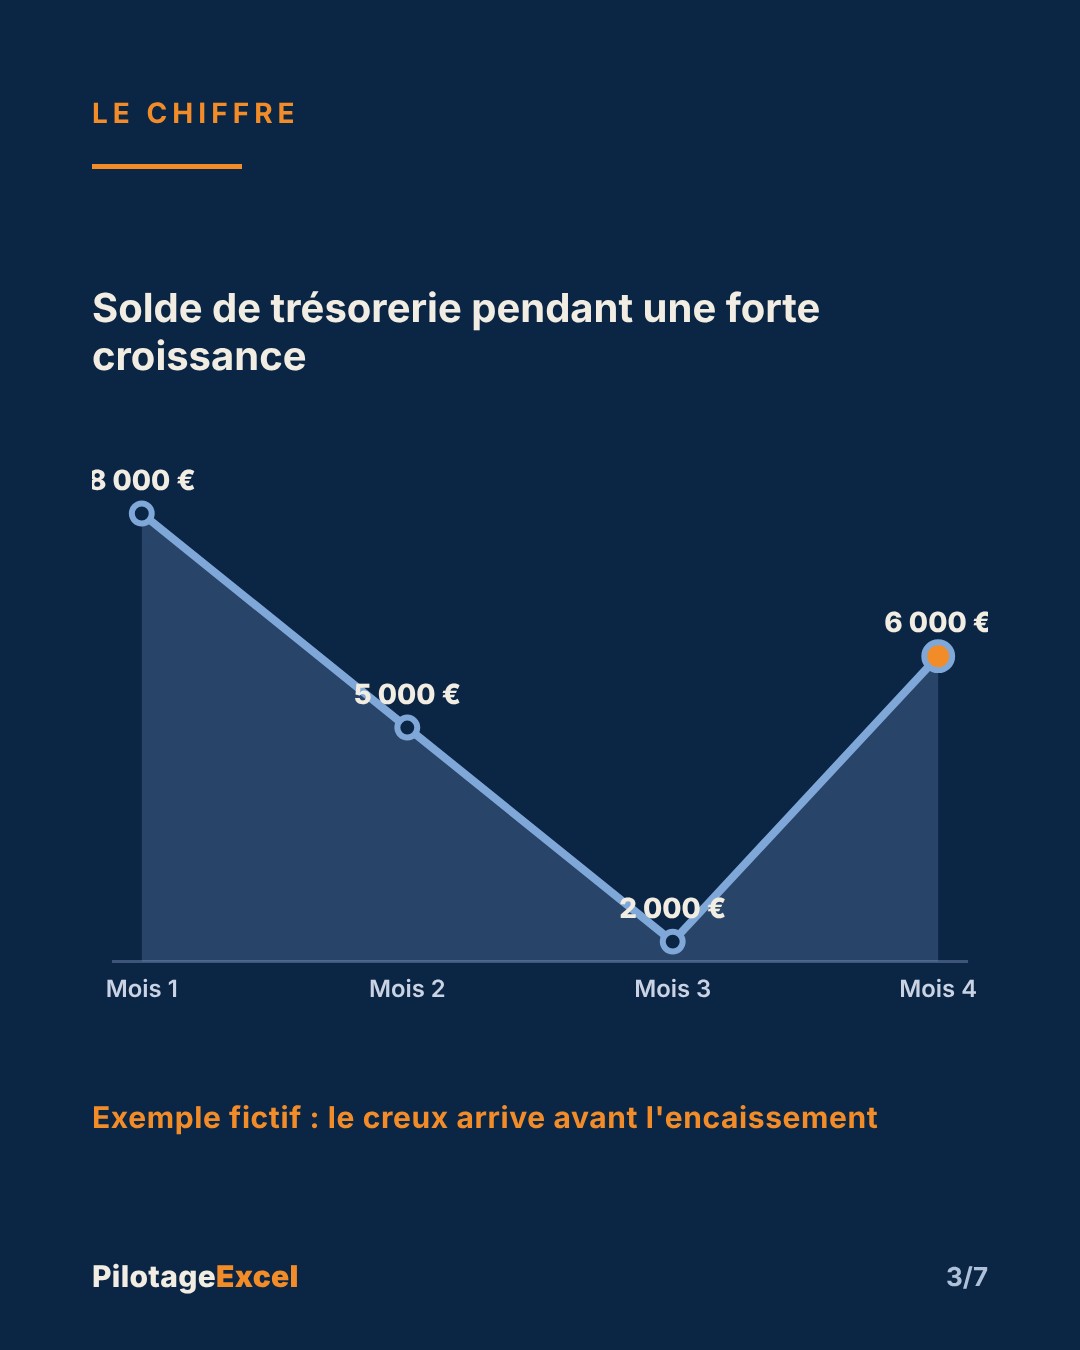 LE CHIFFRE
Solde de trésorerie pendant une forte
croissance
8 000 €
6 000 €
5 000 €
2 000 €
Mois 1 Mois 2 Mois 3 Mois 4
Exemple fictif : le creux arrive avant l'encaissement
PilotageExcel 3/7